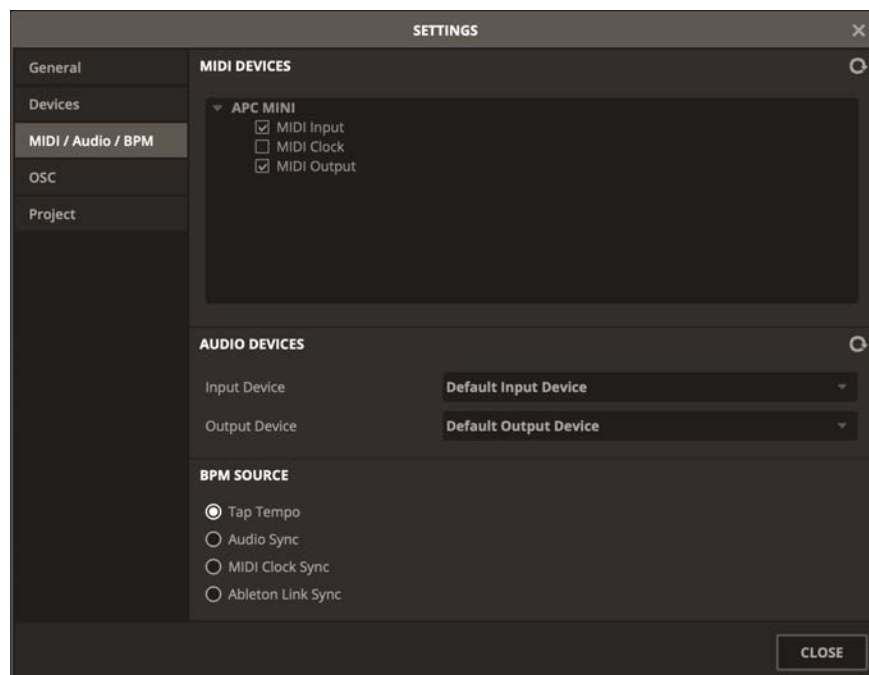 SETTINGS
General
Devices
MIDI / Audio / BPM
OSC
Project
MIDI DEVICES
APC MINI
MIDI Input
MIDI Clock
MIDI Output
AUDIO DEVICES
Input Device
Default Input Device
Output Device
Default Output Device
BPM SOURCE
Tap Tempo
Audio Sync
MIDI Clock Sync
Ableton Link Sync
CLOSE